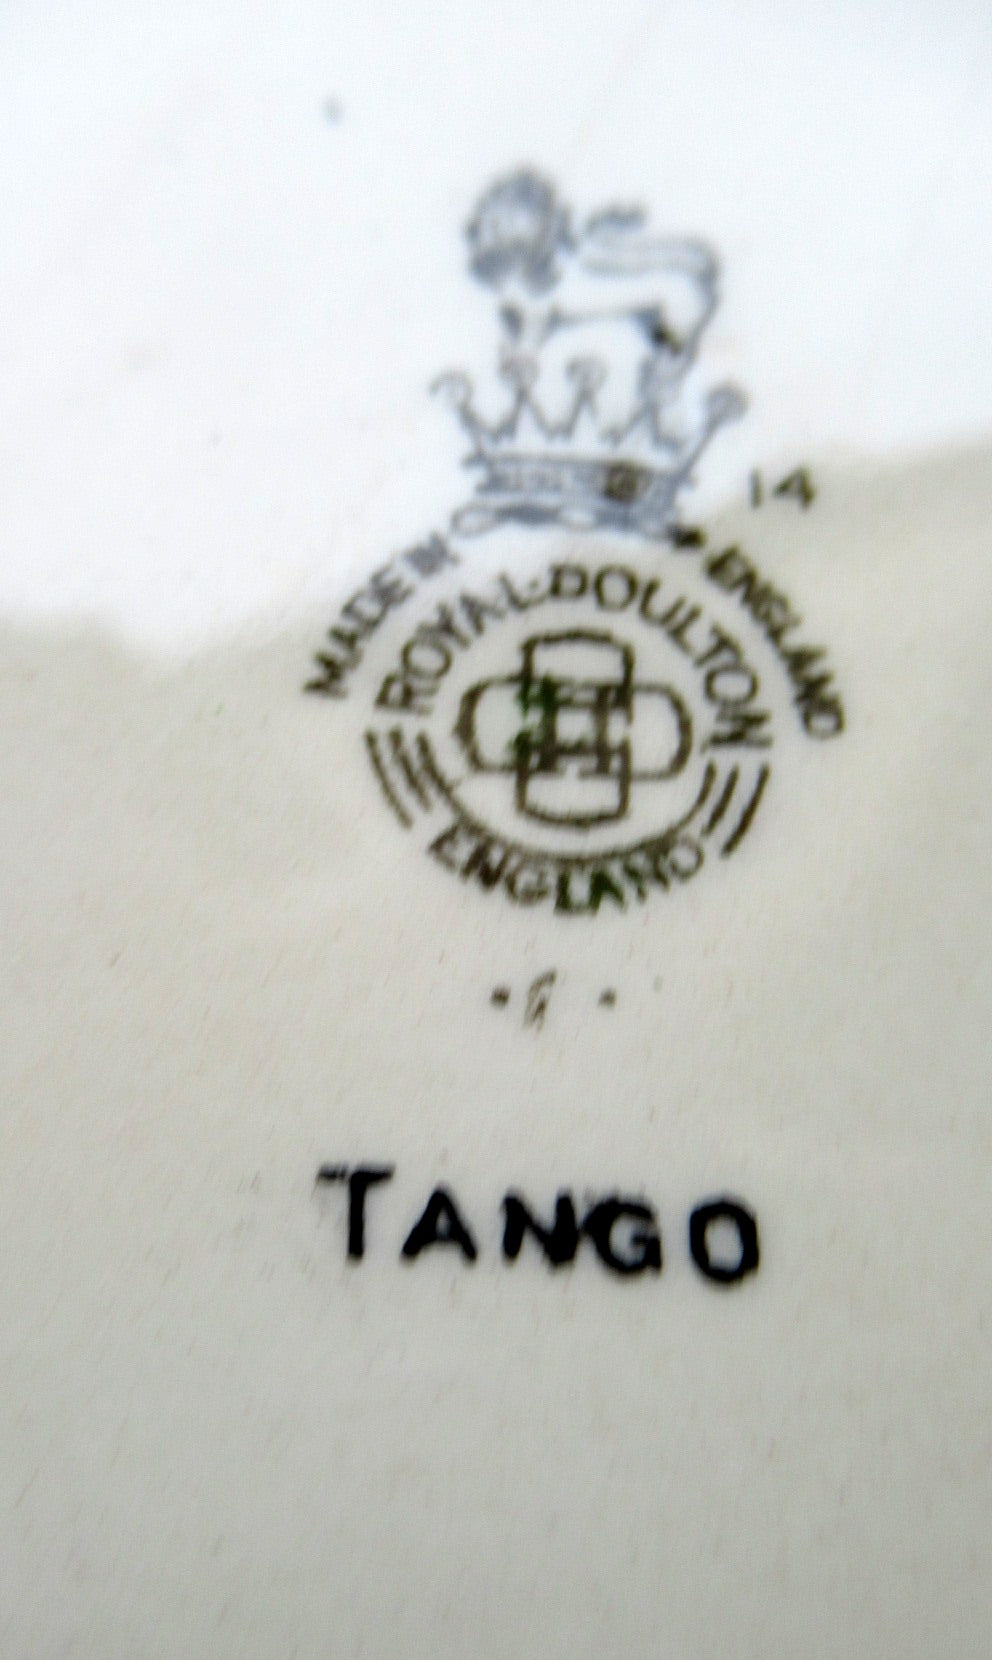 14
MADE IN ENGLAND
ROYAL·DOULTON
ENGLAND
TANGO